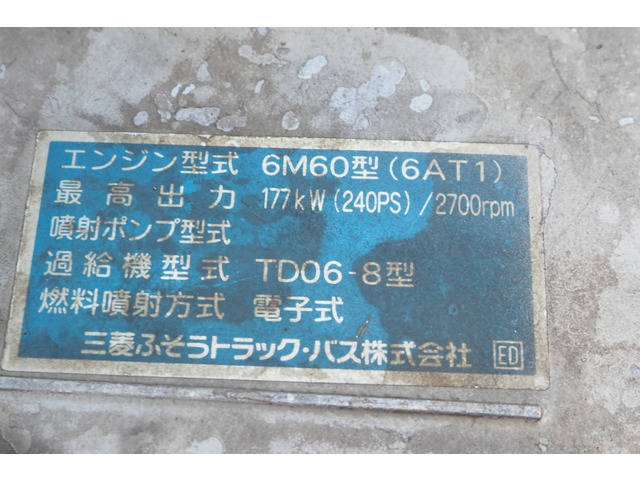 エンジン型式 6M60型(6AT1)
最高出力 177kW(240PS)/2700rpm
噴射ポンプ型式
過給機型式 TD06-8型
燃料噴射方式 電子式
三菱ふそうトラック・バス株式会社 ED